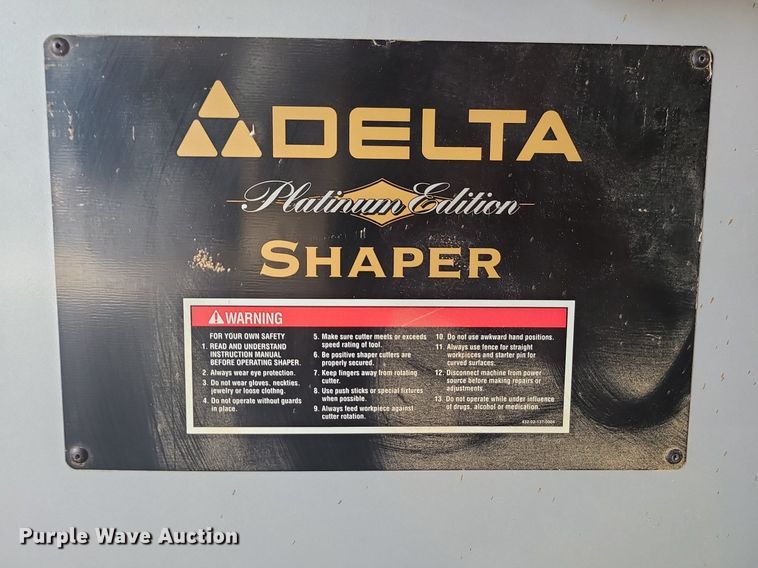 DELTA
Platinum Edition
SHAPER
WARNING
FOR YOUR OWN SAFETY
1. READ AND UNDERSTAND
INSTRUCTION MANUAL
BEFORE OPERATING SHAPER.
2. Always wear eye protection.
3. Do not wear gloves, neckties,
jewelry or loose clothng.
4. Do not operate without guards
in place.
5. Make sure cutter meets or exceeds
speed rating of tool.
6. Be positive shaper cutters are
properly secured.
7. Keep fingers away from rotating
cutter.
8. Use push sticks or special fixtures
when possible.
9. Always feed workpiece against
cutter rotation.
10. Do not use awkward hand positions.
11. Always use fence for straight
workpieces and starter pin for
curved surfaces.
12. Disconnect machine from power
source before making repairs or
adjustments.
13. Do not operate while under influence
of drugs, alcohol or medication.
432-02-137-0004
Purple Wave Auction